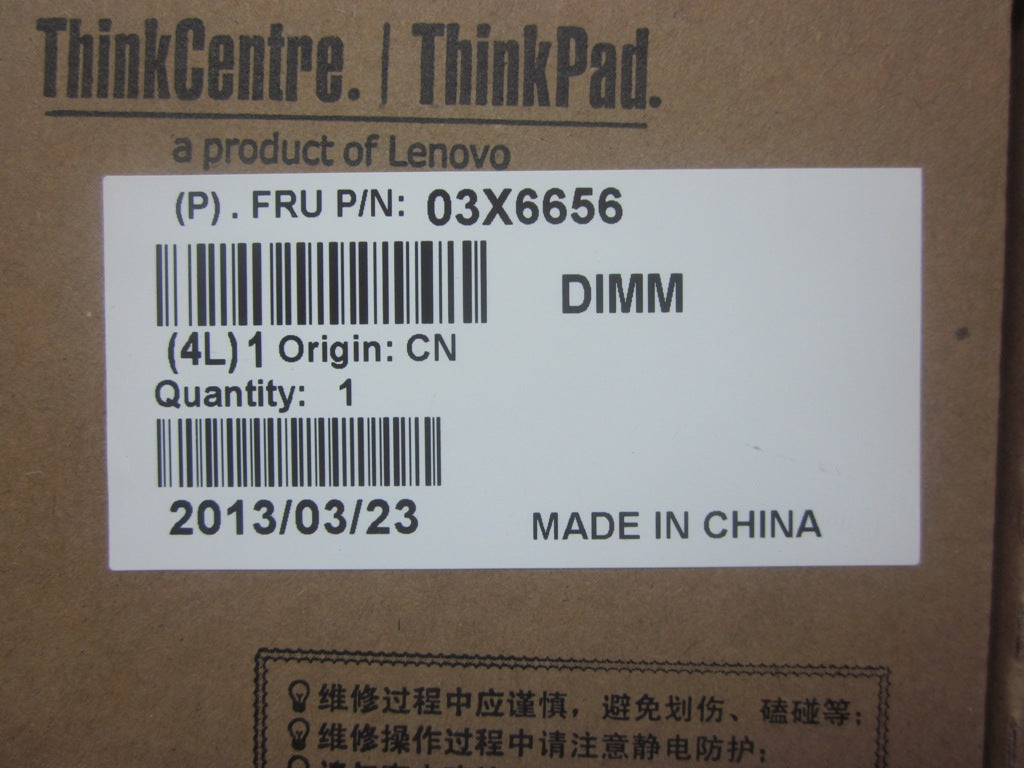 ThinkCentre. | ThinkPad.
a product of Lenovo
(P) . FRU P/N: 03X6656
DIMM
(4L) 1 Origin: CN
Quantity: 1
2013/03/23
MADE IN CHINA
维修过程中应谨慎，避免划伤、磕碰等;
维修操作过程中请注意静电防护;